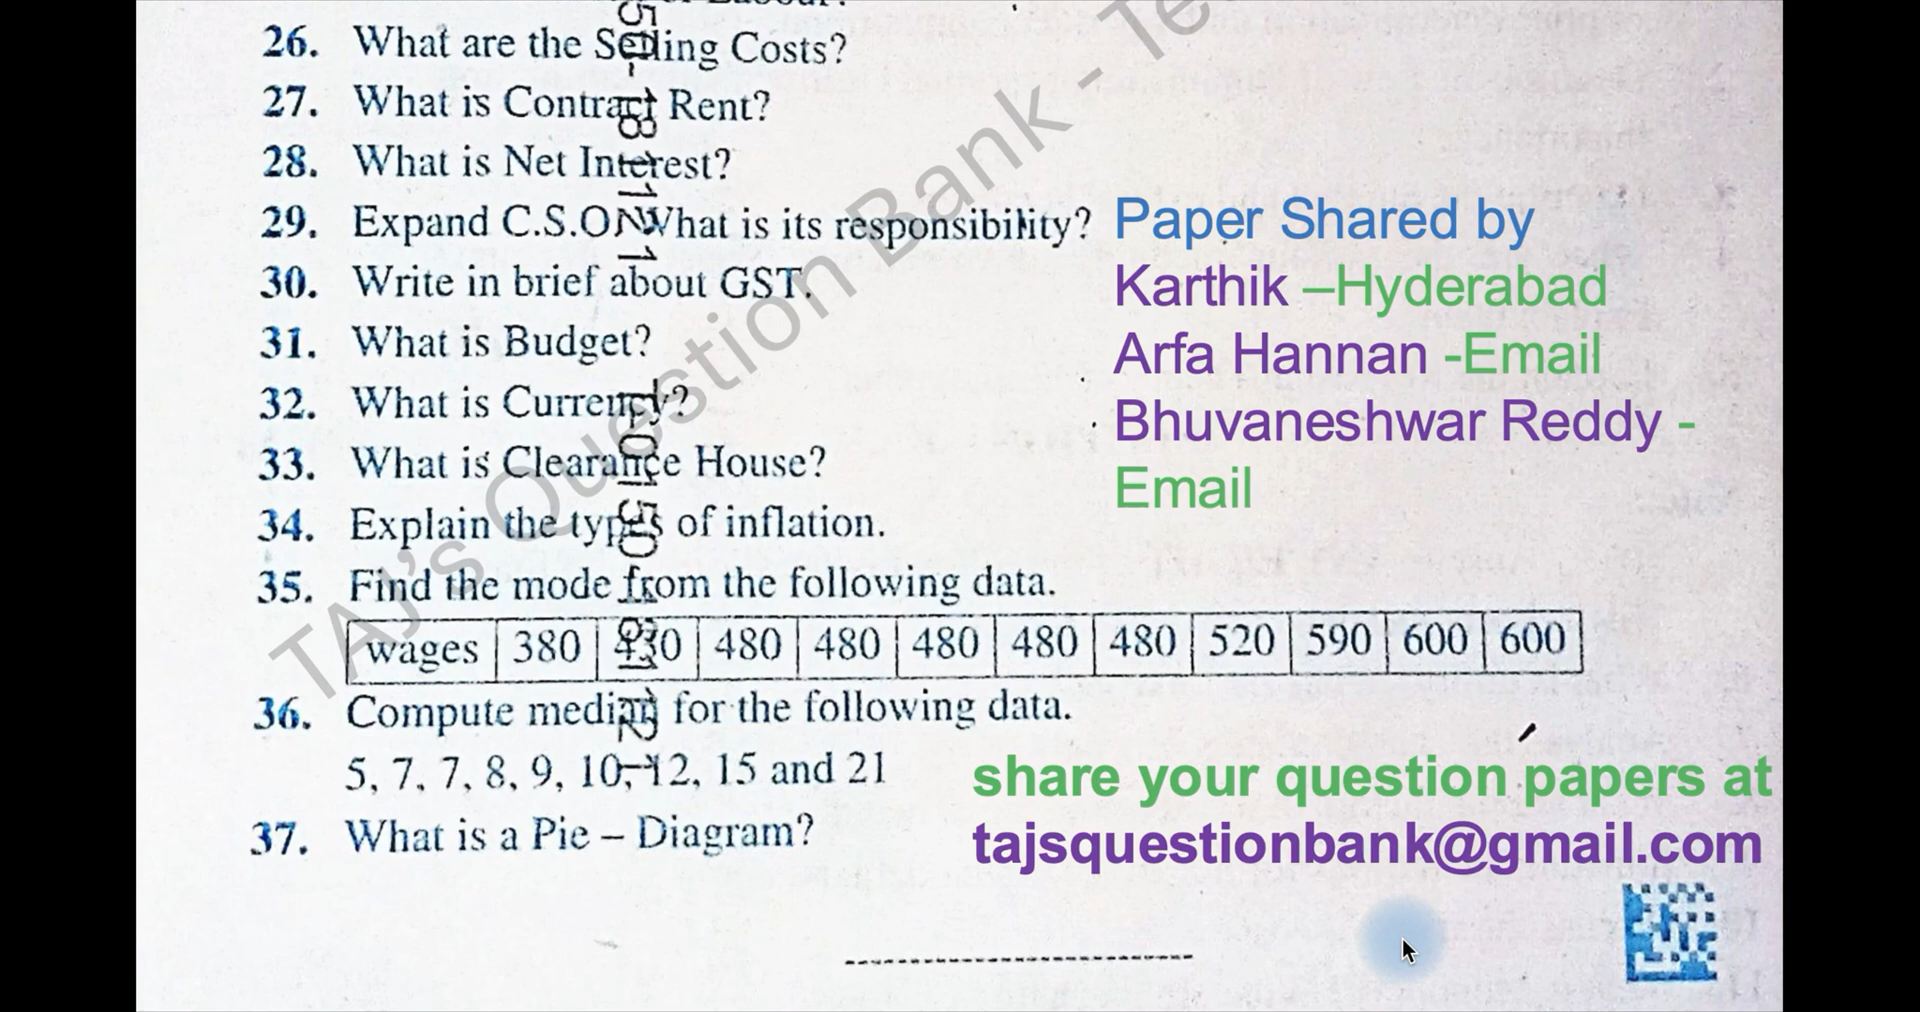 26. What are the Selling Costs?
27. What is Contract Rent?
28. What is Net Interest?
29. Expand C.S.O. What is its responsibility?
30. Write in brief about GST.
31. What is Budget?
32. What is Currency?
33. What is Clearance House?
34. Explain the types of inflation.
35. Find the mode from the following data.
wages 380 430 480 480 480 480 480 520 590 600 600
36. Compute median for the following data.
5, 7, 7, 8, 9, 10, 12, 15 and 21
37. What is a Pie – Diagram?
Paper Shared by
Karthik –Hyderabad
Arfa Hannan -Email
Bhuvaneshwar Reddy -
Email
share your question papers at
tajsquestionbank@gmail.com
TAJ's Question Bank -